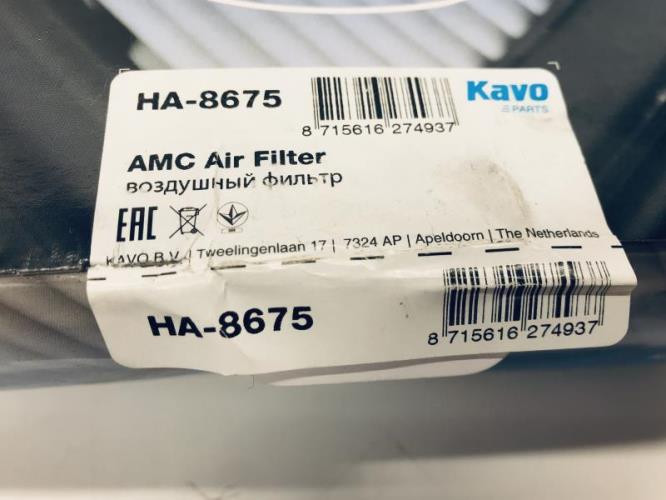 HA-8675
Kavo
PARTS
8 715616 274937
AMC Air Filter
воздушный фильтр
EAC
KAVO B.V. | Tweelingenlaan 17 | 7324 AP | Apeldoorn | The Netherlands
HA-8675
8 715616 274937